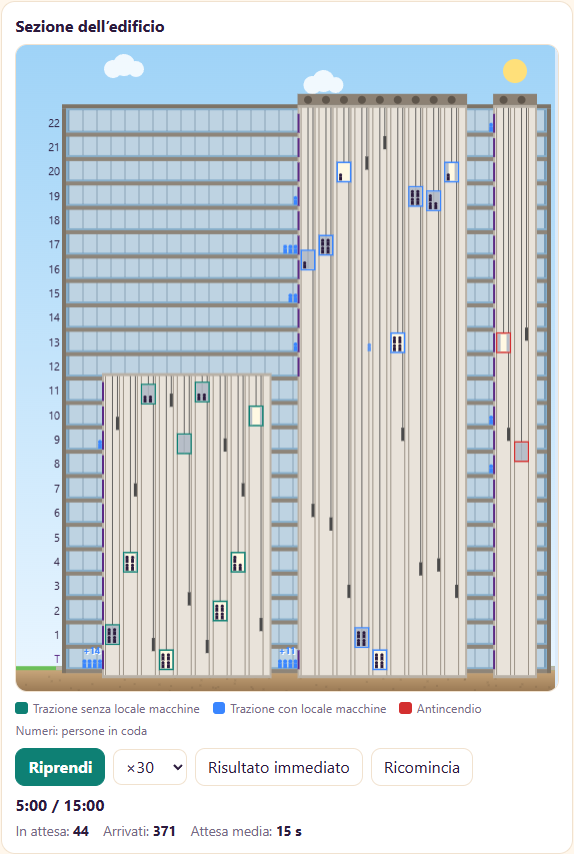 Sezione dell'edificio
22
21
20
19
18
17
16
15
14
13
12
11
10
9
8
7
6
5
4
3
2
1
T
+14
+11
Trazione senza locale macchine
Trazione con locale macchine
Antincendio
Numeri: persone in coda
Riprendi
×30
Risultato immediato
Ricomincia
5:00 / 15:00
In attesa: 44 Arrivati: 371 Attesa media: 15 s